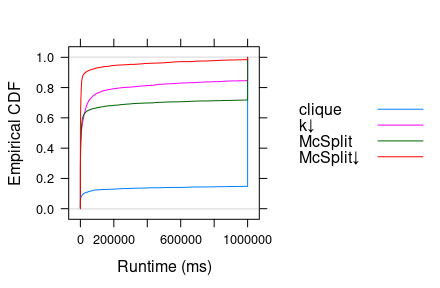 1.0
0.8
0.6
0.4
0.2
0.0
Empirical CDF
0
200000
600000
1000000
Runtime (ms)
clique
k↓
McSplit
McSplit↓